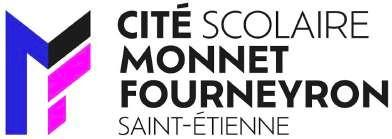 CITÉ SCOLAIRE
MONNET
FOURNEYRON
SAINT-ÉTIENNE